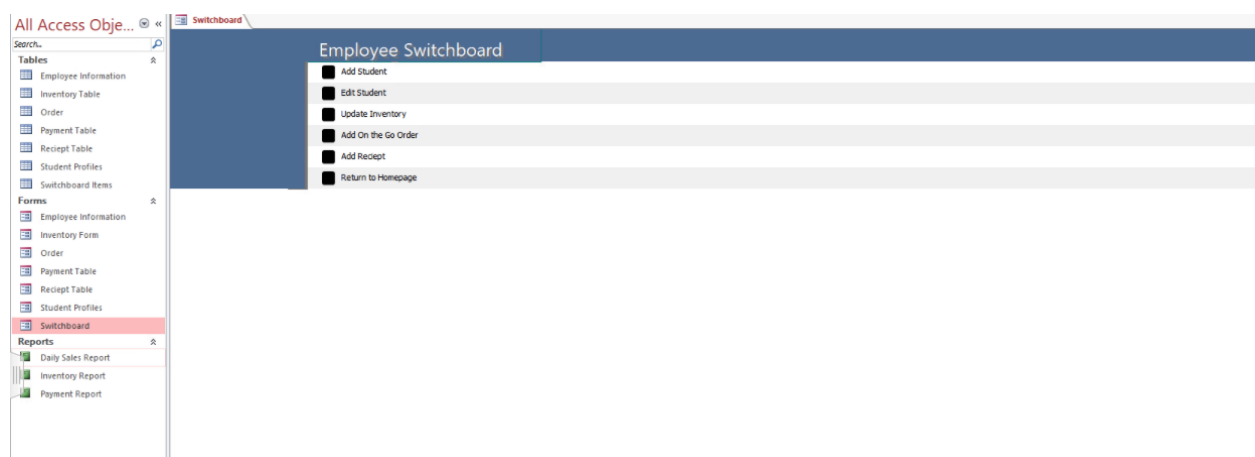 All Access Obje...
Search..
Tables
Employee Information
Inventory Table
Order
Payment Table
Reciept Table
Student Profiles
Switchboard Items
Forms
Employee Information
Inventory Form
Order
Payment Table
Reciept Table
Student Profiles
Switchboard
Reports
Daily Sales Report
Inventory Report
Payment Report
Switchboard
Employee Switchboard
Add Student
Edit Student
Update Inventory
Add On the Go Order
Add Reciept
Return to Homepage